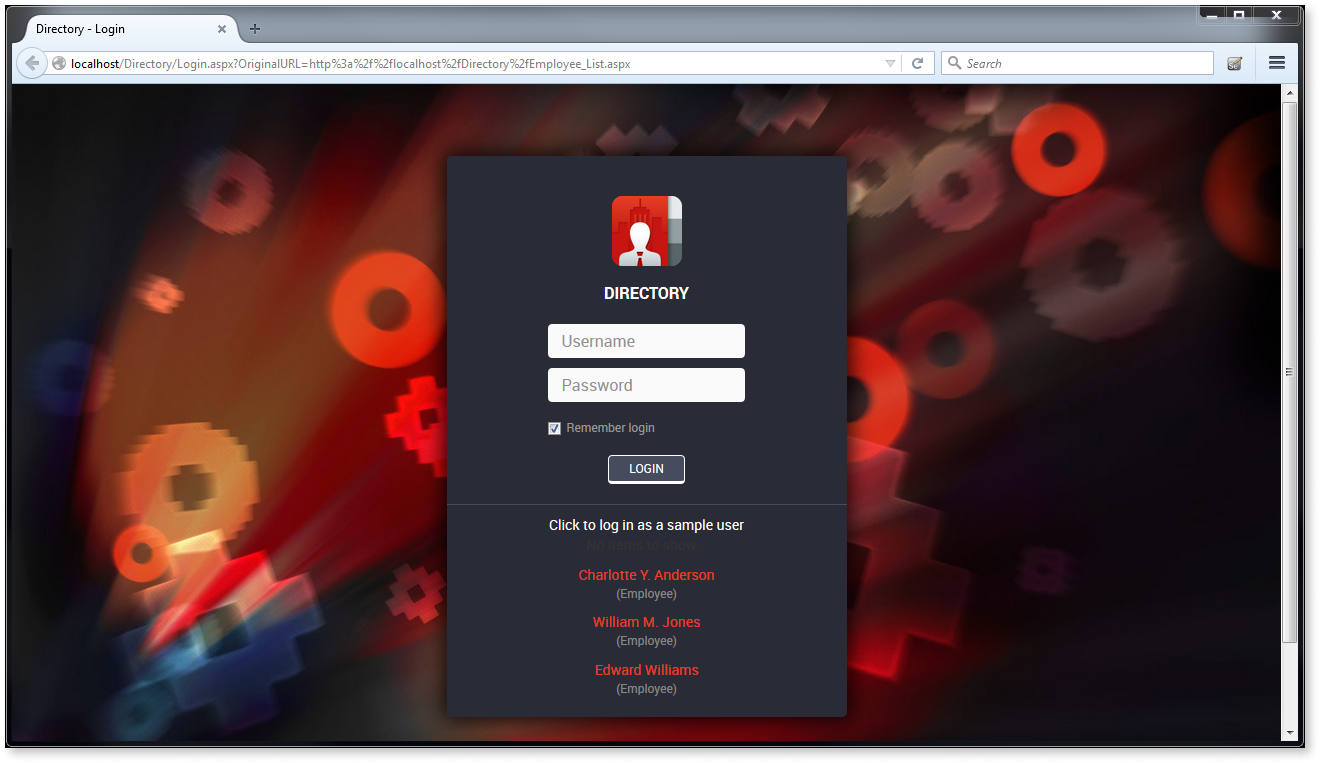 Directory - Login
localhost/Directory/Login.aspx?OriginalURL=http%3a%2f%2flocalhost%2fDirectory%2fEmployee_List.aspx
Search
DIRECTORY
Username
Password
Remember login
LOGIN
Click to log in as a sample user
No items to show...
Charlotte Y. Anderson
(Employee)
William M. Jones
(Employee)
Edward Williams
(Employee)